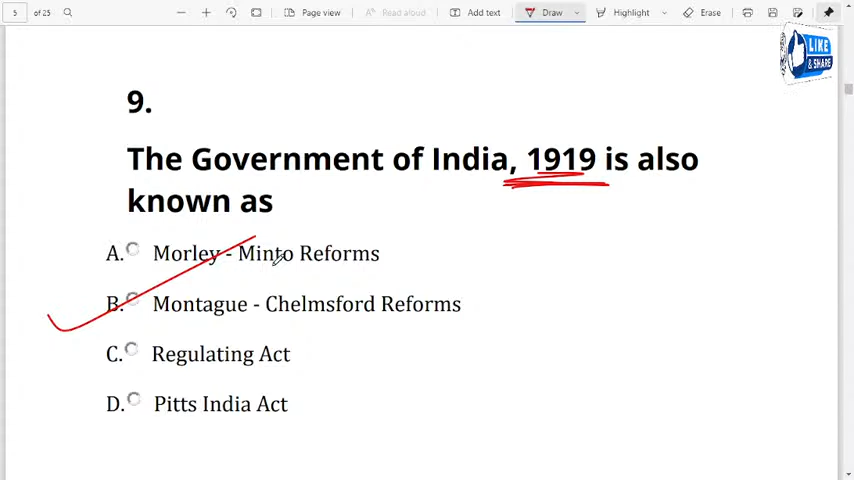 5 of 25 Page view Read aloud Add text Draw Highlight Erase
LIKE
& SHARE
9.
The Government of India, 1919 is also
known as
A. Morley - Minto Reforms
B. Montague - Chelmsford Reforms
C. Regulating Act
D. Pitts India Act